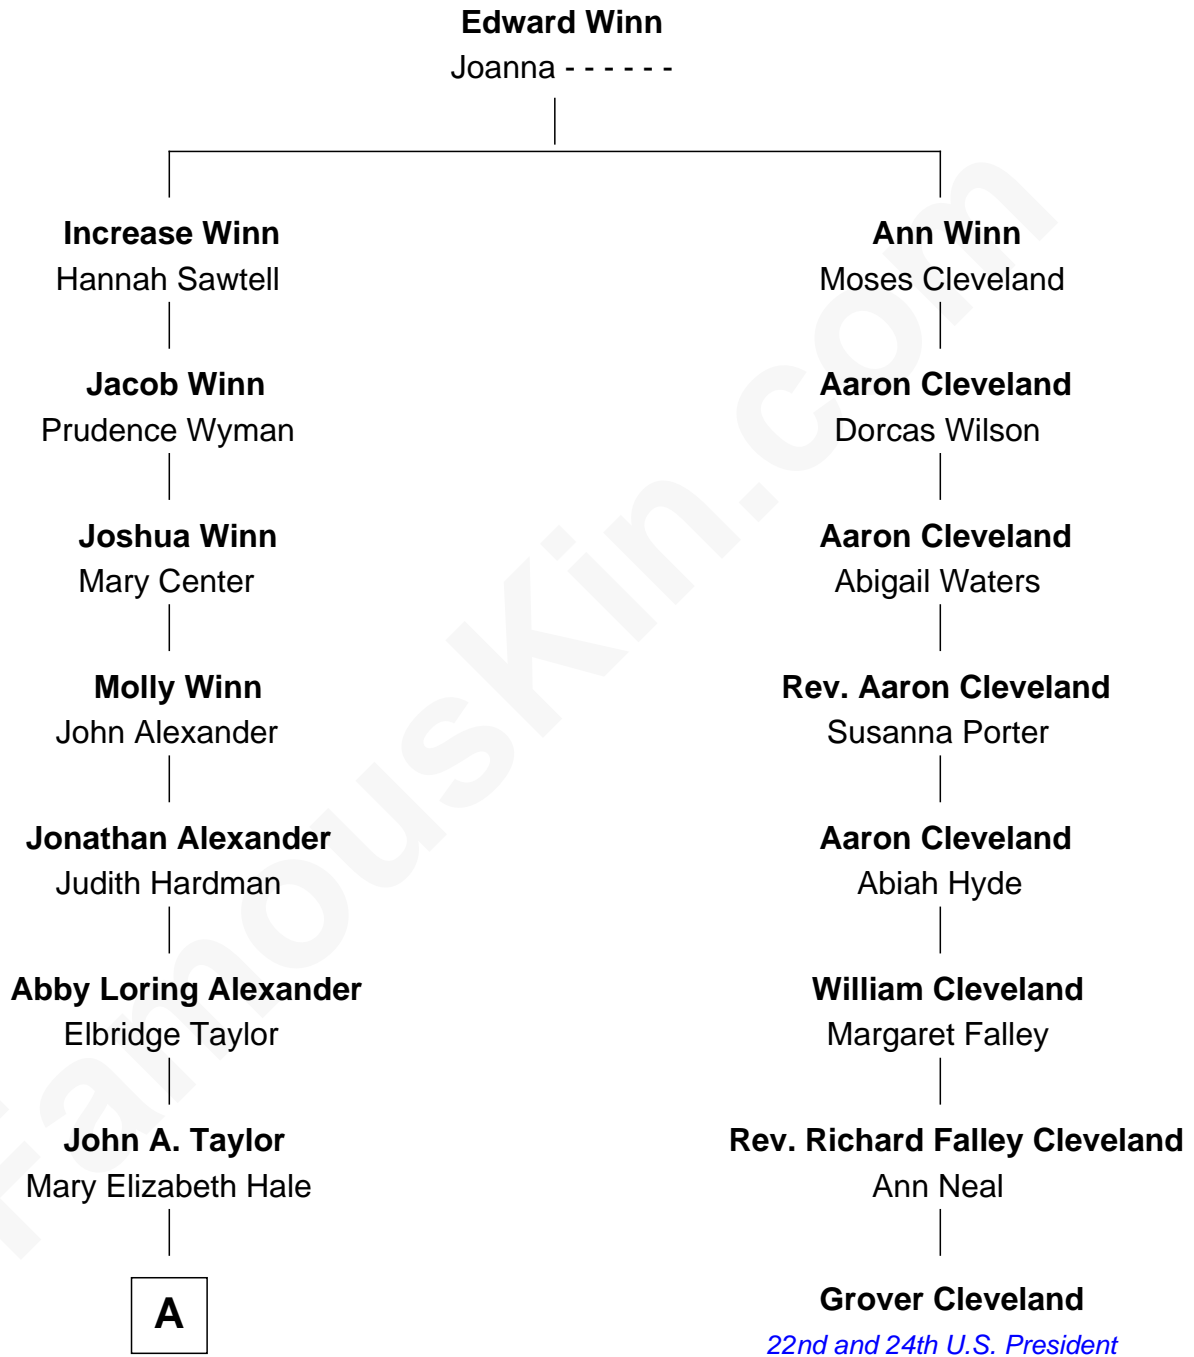 Edward Winn
Joanna - - - - - -
Increase Winn
Hannah Sawtell
Ann Winn
Moses Cleveland
Jacob Winn
Prudence Wyman
Aaron Cleveland
Dorcas Wilson
Joshua Winn
Mary Center
Aaron Cleveland
Abigail Waters
Molly Winn
John Alexander
Rev. Aaron Cleveland
Susanna Porter
Jonathan Alexander
Judith Hardman
Aaron Cleveland
Abiah Hyde
Abby Loring Alexander
Elbridge Taylor
William Cleveland
Margaret Falley
John A. Taylor
Mary Elizabeth Hale
Rev. Richard Falley Cleveland
Ann Neal
A
Grover Cleveland
22nd and 24th U.S. President
FamousKin.com